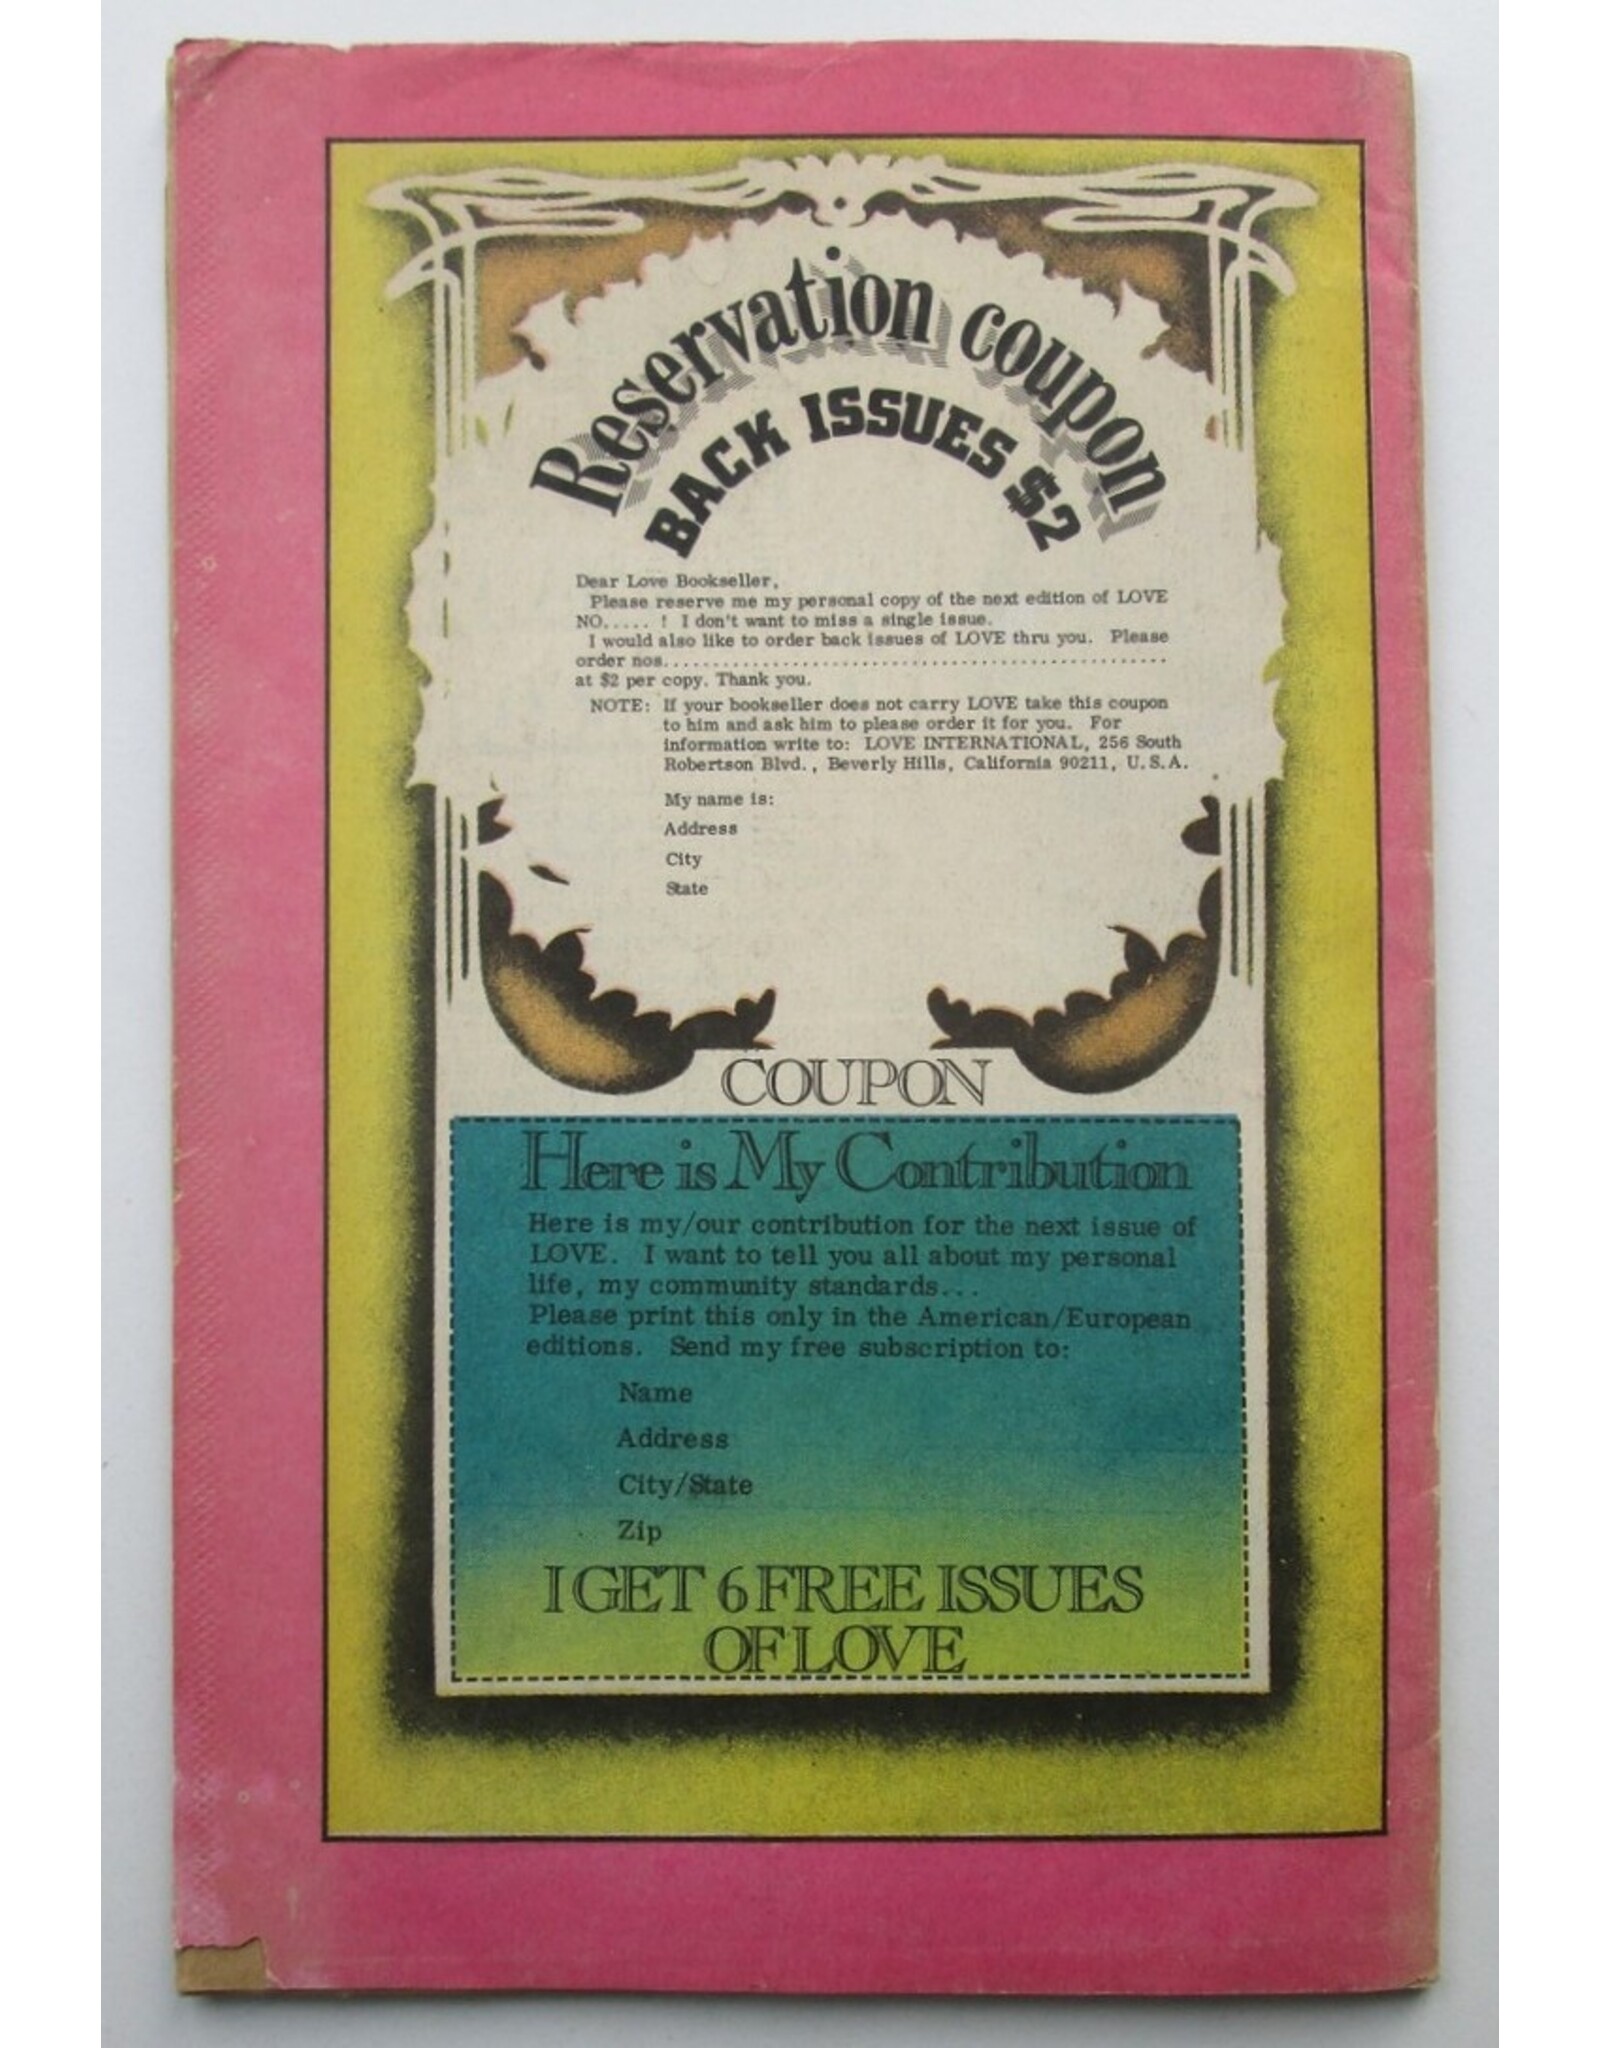 Reservation coupon
BACK ISSUES $2
Dear Love Bookseller,
Please reserve me my personal copy of the next edition of LOVE
NO..... ! I don't want to miss a single issue.
I would also like to order back issues of LOVE thru you. Please
order nos..................................................
at $2 per copy. Thank you.
NOTE: If your bookseller does not carry LOVE take this coupon
to him and ask him to please order it for you. For
information write to: LOVE INTERNATIONAL, 256 South
Robertson Blvd., Beverly Hills, California 90211, U.S.A.
My name is:
Address
City
State
COUPON
Here is My Contribution
Here is my/our contribution for the next issue of
LOVE. I want to tell you all about my personal
life, my community standards...
Please print this only in the American/European
editions. Send my free subscription to:
Name
Address
City/State
Zip
I GET 6 FREE ISSUES
OF LOVE